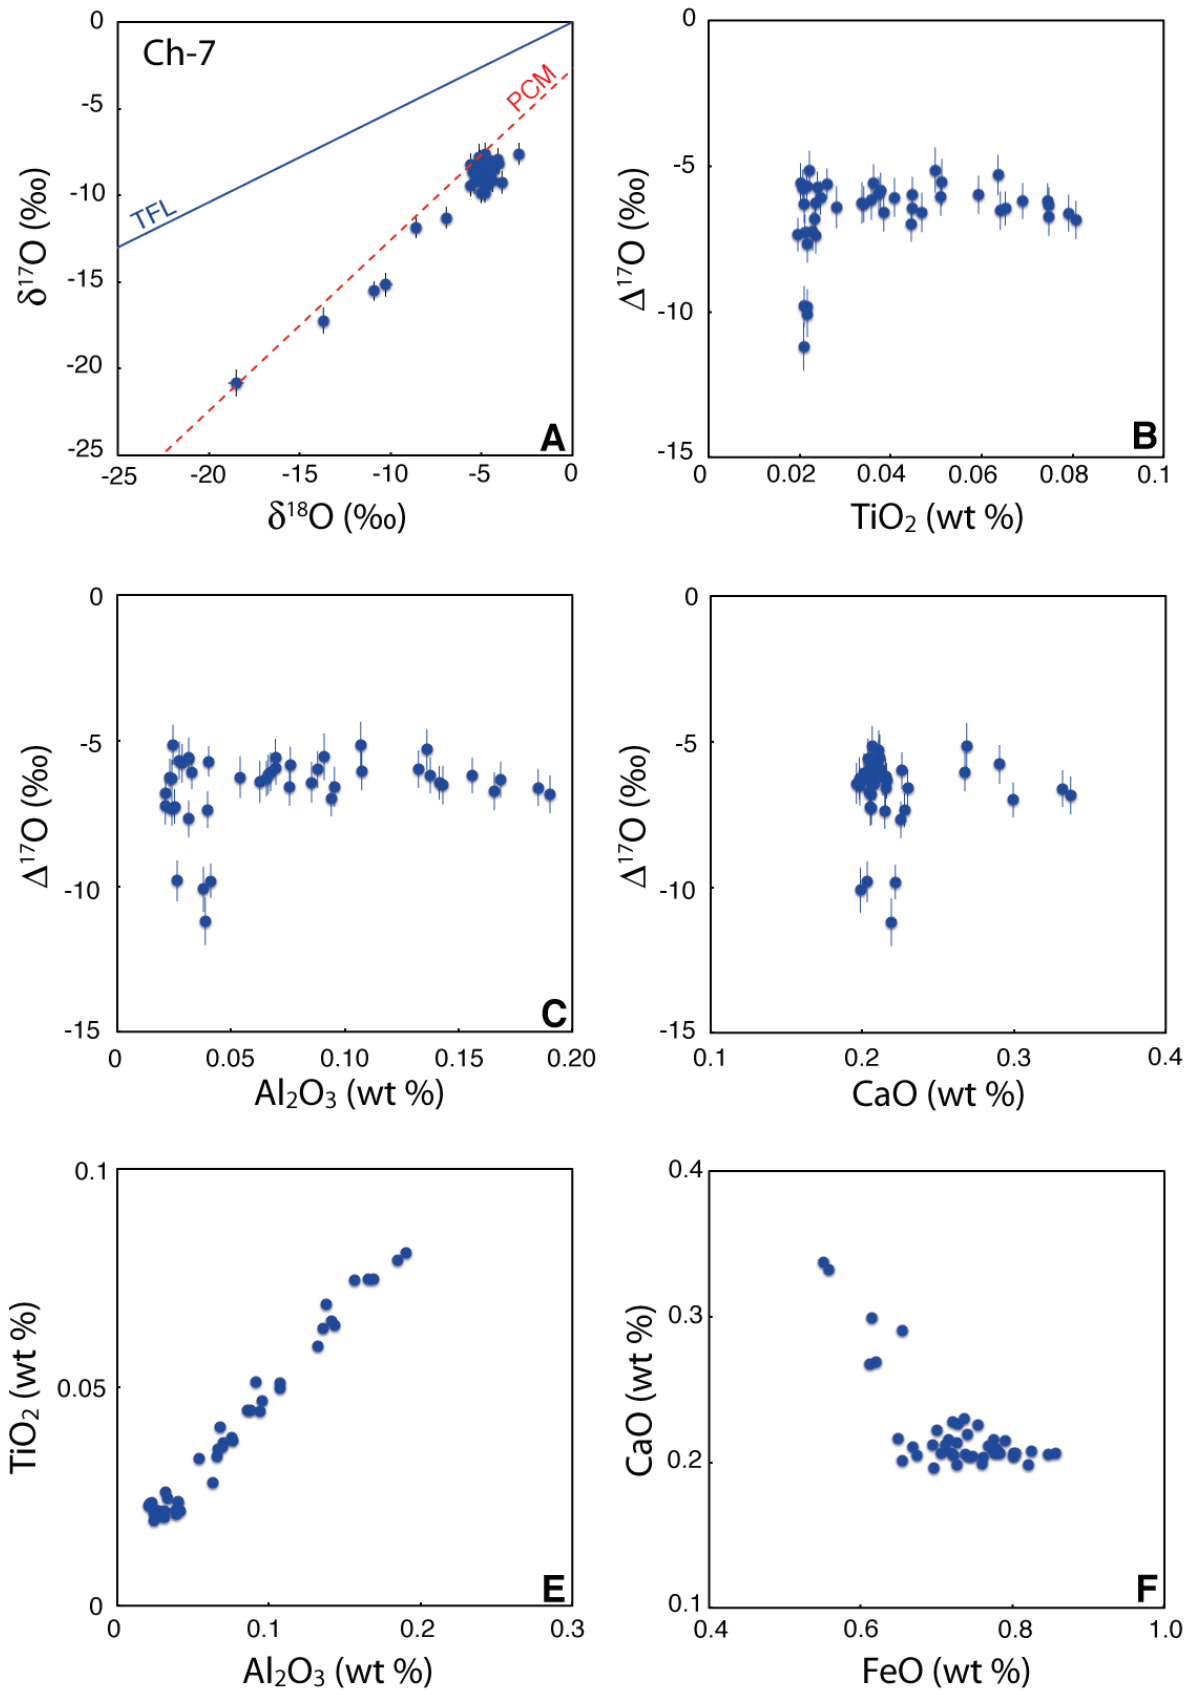 Ch-7
TFL
PCM
0
-5
-10
-15
-20
-25
δ¹⁷O (‰)
-25 -20 -15 -10 -5 0
δ¹⁸O (‰)
A
0
-5
-10
-15
Δ¹⁷O (‰)
0 0.02 0.04 0.06 0.08 0.1
TiO₂ (wt %)
B
0
-5
-10
-15
Δ¹⁷O (‰)
0 0.05 0.10 0.15 0.20
Al₂O₃ (wt %)
C
0
-5
-10
-15
Δ¹⁷O (‰)
0.1 0.2 0.3 0.4
CaO (wt %)
0.1
0.05
0
TiO₂ (wt %)
0 0.1 0.2 0.3
Al₂O₃ (wt %)
E
0.4
0.3
0.2
0.1
CaO (wt %)
0.4 0.6 0.8 1.0
FeO (wt %)
F